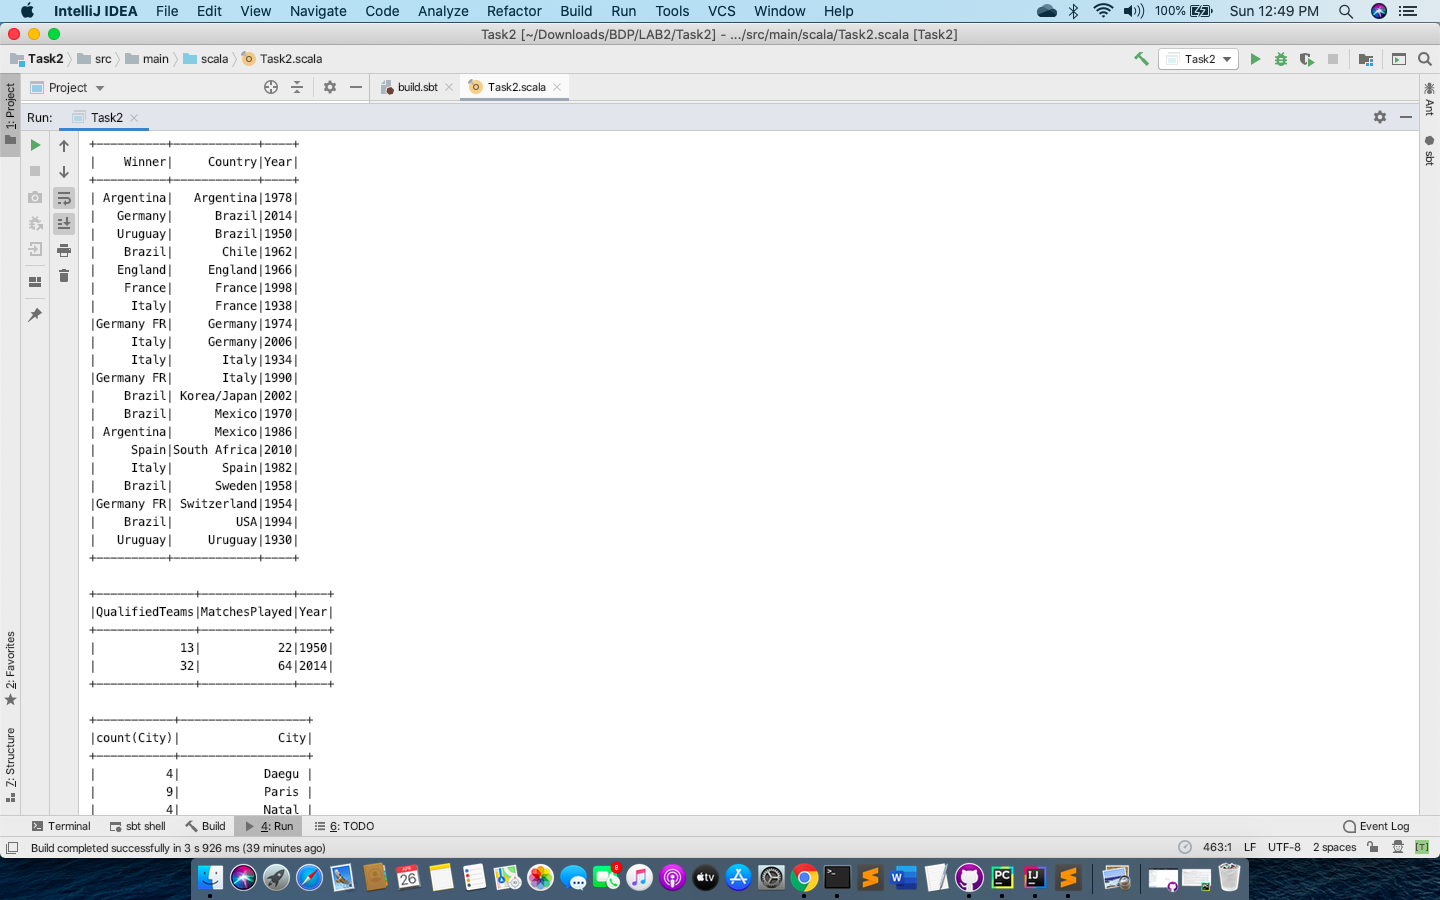 IntelliJ IDEA File Edit View Navigate Code Analyze Refactor Build Run Tools VCS Window Help 100% Sun 12:49 PM
Task2 [~/Downloads/BDP/LAB2/Task2] - .../src/main/scala/Task2.scala [Task2]
Task2 src main scala Task2.scala Task2
1: Project
Project build.sbt Task2.scala
Ant
sbt
Run: Task2
+----------+------------+----+
|    Winner|     Country|Year|
+----------+------------+----+
| Argentina|   Argentina|1978|
|   Germany|      Brazil|2014|
|   Uruguay|      Brazil|1950|
|    Brazil|       Chile|1962|
|   England|     England|1966|
|    France|      France|1998|
|     Italy|      France|1938|
|Germany FR|     Germany|1974|
|     Italy|     Germany|2006|
|     Italy|       Italy|1934|
|Germany FR|       Italy|1990|
|    Brazil| Korea/Japan|2002|
|    Brazil|      Mexico|1970|
| Argentina|      Mexico|1986|
|     Spain|South Africa|2010|
|     Italy|       Spain|1982|
|    Brazil|      Sweden|1958|
|Germany FR| Switzerland|1954|
|    Brazil|         USA|1994|
|   Uruguay|     Uruguay|1930|
+----------+------------+----+
+--------------+-------------+----+
|QualifiedTeams|MatchesPlayed|Year|
+--------------+-------------+----+
|            13|           22|1950|
|            32|           64|2014|
+--------------+-------------+----+
+-----------+------------------+
|count(City)|              City|
+-----------+------------------+
|          4|            Daegu |
|          9|            Paris |
|          4|            Natal |
2: Favorites
7: Structure
Terminal sbt shell Build 4: Run 6: TODO Event Log
Build completed successfully in 3 s 926 ms (39 minutes ago) 463:1 LF UTF-8 2 spaces [T]
26 8 tv W PC IJ